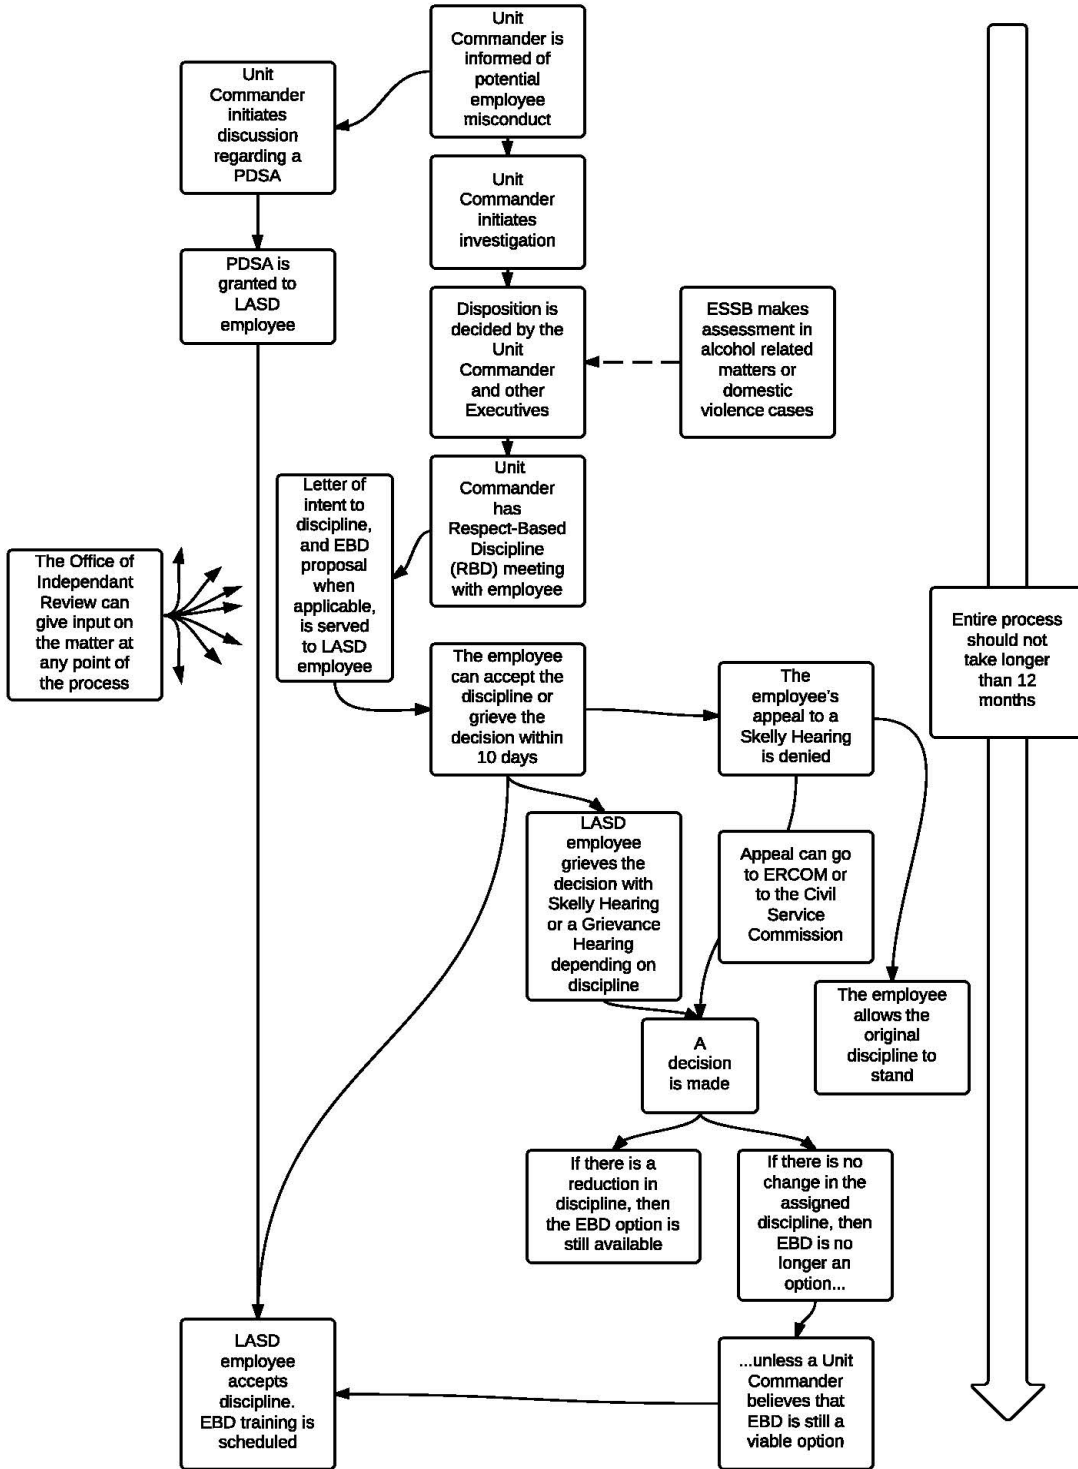 Unit
Commander is
informed of
potential
employee
misconduct
Unit
Commander
initiates
discussion
regarding a
PDSA
Unit
Commander
initiates
investigation
PDSA is
granted to
LASD
employee
Disposition is
decided by the
Unit
Commander
and other
Executives
ESSB makes
assessment in
alcohol related
matters or
domestic
violence cases
Unit
Commander
has
Respect-Based
Discipline
(RBD) meeting
with employee
Letter of
intent to
discipline,
and EBD
proposal
when
applicable,
is served
to LASD
employee
The Office of
Independant
Review can
give input on
the matter at
any point of
the process
Entire process
should not
take longer
than 12
months
The employee
can accept the
discipline or
grieve the
decision within
10 days
The
employee's
appeal to a
Skelly Hearing
is denied
LASD
employee
grieves the
decision with
Skelly Hearing
or a Grievance
Hearing
depending on
discipline
Appeal can go
to ERCOM or
to the Civil
Service
Commission
The employee
allows the
original
discipline to
stand
A
decision
is made
If there is a
reduction in
discipline, then
the EBD option is
still available
If there is no
change in the
assigned
discipline, then
EBD is no
longer an
option...
LASD
employee
accepts
discipline.
EBD training is
scheduled
...unless a Unit
Commander
believes that
EBD is still a
viable option